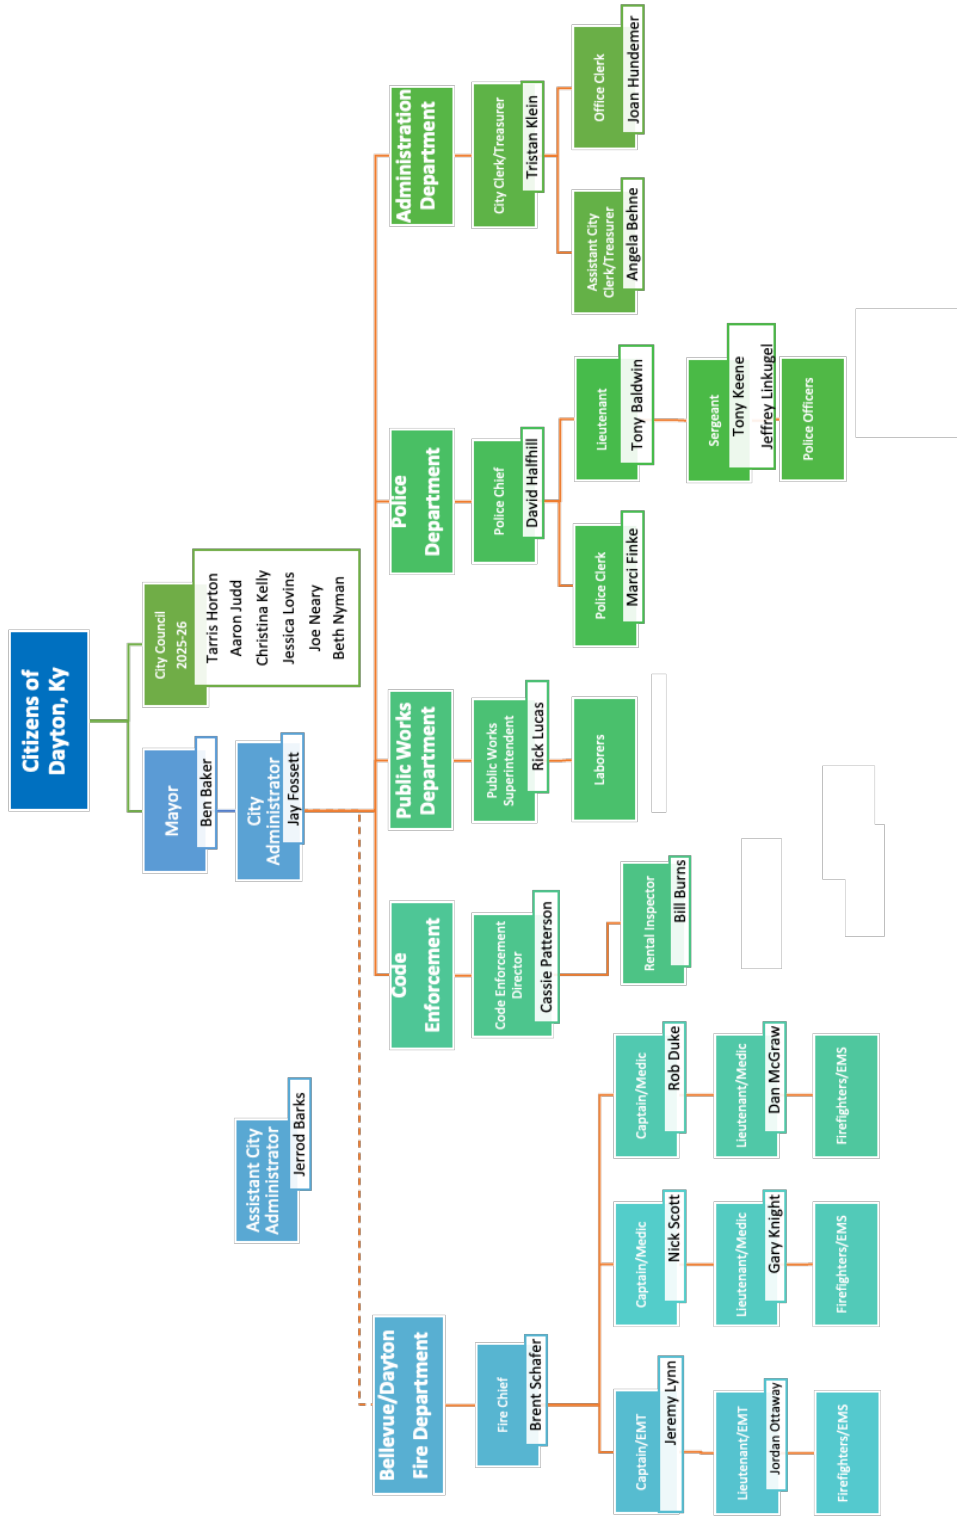 Citizens of
Dayton, Ky
Mayor
Ben Baker
City Council
2025-26
Tarris Horton
Aaron Judd
Christina Kelly
Jessica Lovins
Joe Neary
Beth Nyman
City
Administrator
Jay Fossett
Assistant City
Administrator
Jerrod Barks
Bellevue/Dayton
Fire Department
Fire Chief
Brent Schafer
Captain/EMT
Jeremy Lynn
Lieutenant/EMT
Jordan Ottaway
Firefighters/EMS
Captain/Medic
Nick Scott
Lieutenant/Medic
Gary Knight
Firefighters/EMS
Captain/Medic
Rob Duke
Lieutenant/Medic
Dan McGraw
Firefighters/EMS
Code
Enforcement
Code Enforcement
Director
Cassie Patterson
Rental Inspector
Bill Burns
Public Works
Department
Public Works
Superintendent
Rick Lucas
Laborers
Police
Department
Police Chief
David Halfhill
Police Clerk
Marci Finke
Lieutenant
Tony Baldwin
Sergeant
Tony Keene
Jeffrey Linkugel
Police Officers
Administration
Department
City Clerk/Treasurer
Tristan Klein
Assistant City
Clerk/Treasurer
Angela Behne
Office Clerk
Joan Hundemer